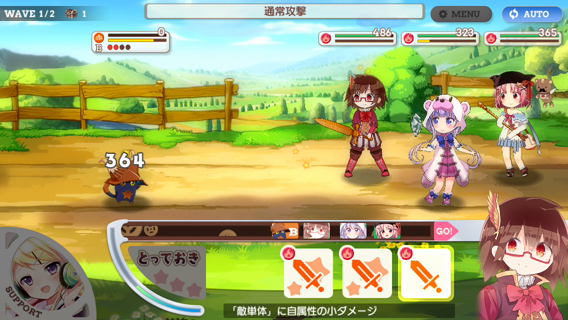 WAVE 1/2 1
通常攻撃
MENU
AUTO
0
B
486
323
365
364
B
GO!
SUPPORT
とっておき
「敵単体」に自属性の小ダメージ